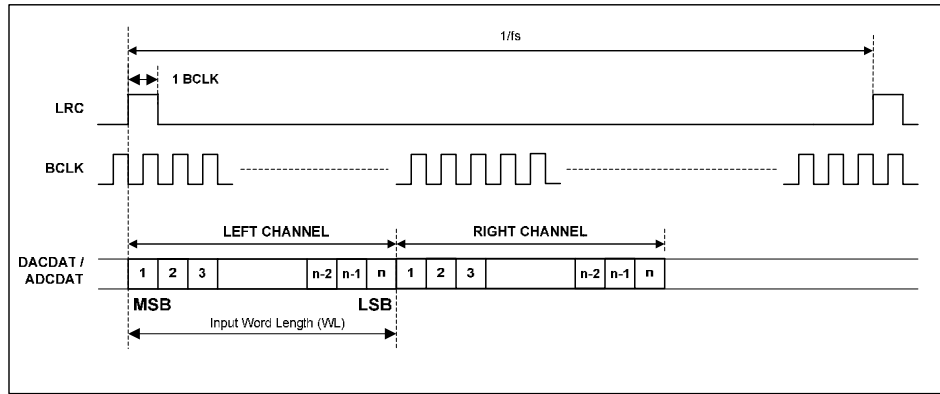 1/fs
1 BCLK
LRC
BCLK
LEFT CHANNEL RIGHT CHANNEL
DACDAT /
ADCDAT
1 2 3 n-2 n-1 n 1 2 3 n-2 n-1 n
MSB LSB
Input Word Length (WL)